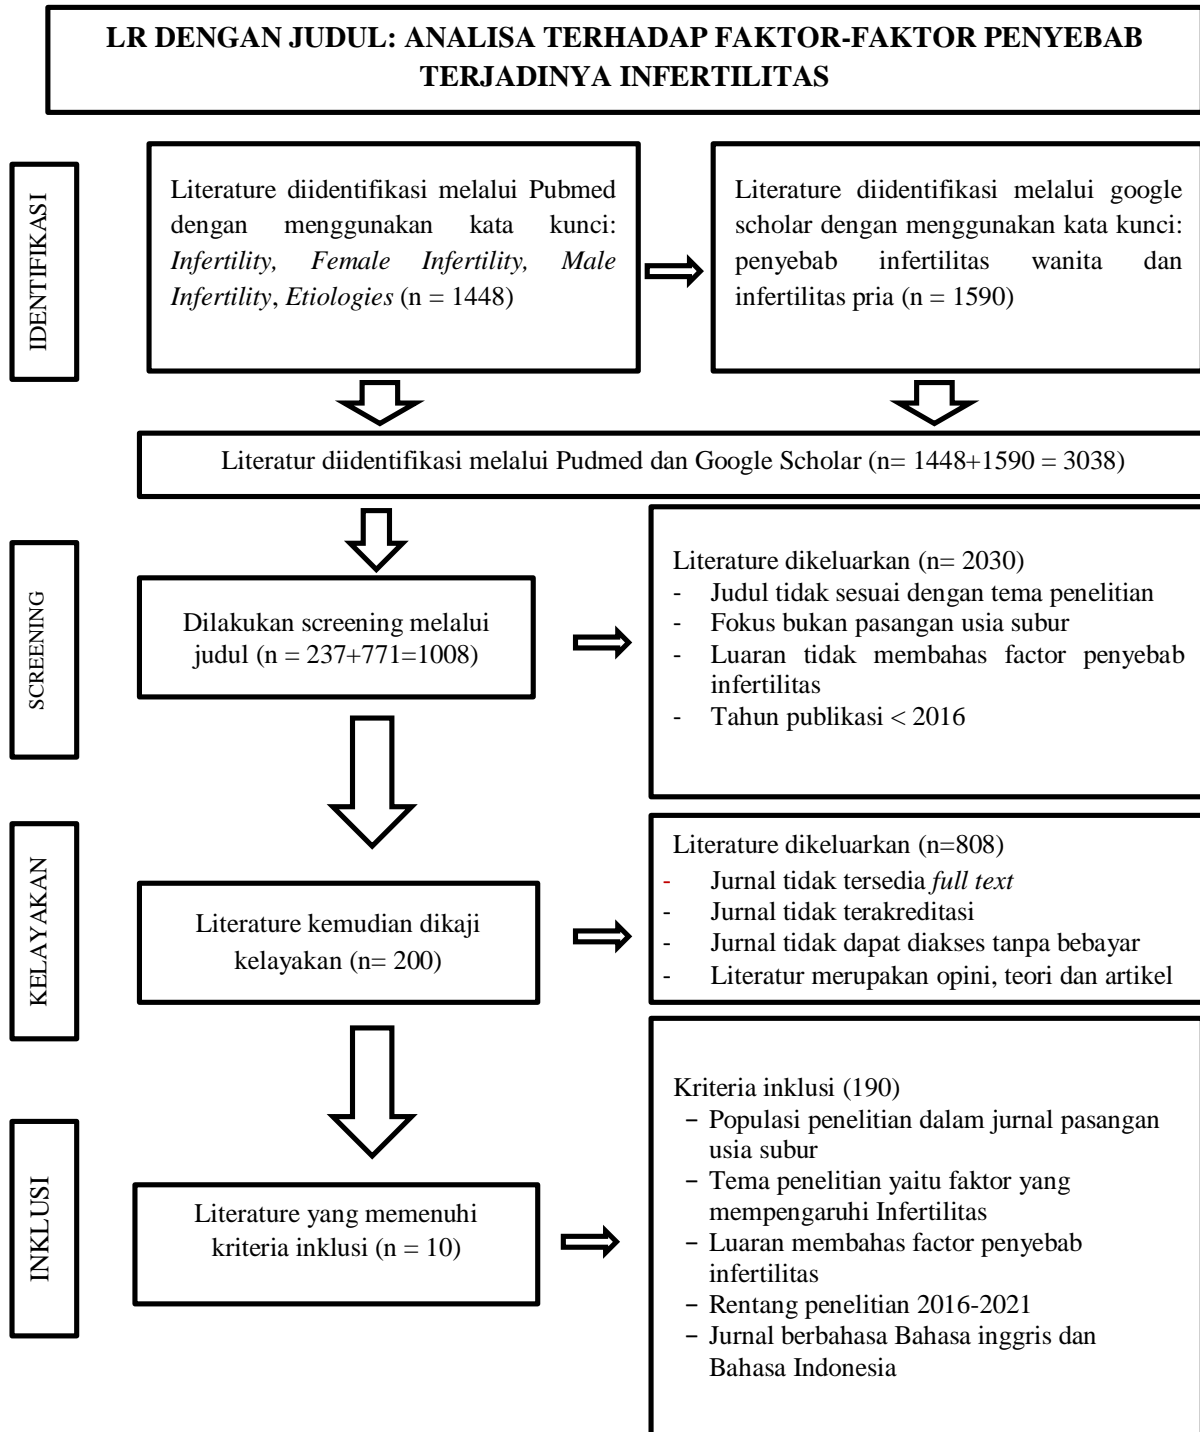 LR DENGAN JUDUL: ANALISA TERHADAP FAKTOR-FAKTOR PENYEBAB
TERJADINYA INFERTILITAS
IDENTIFIKASI
Literature diidentifikasi melalui Pubmed
dengan menggunakan kata kunci:
Infertility, Female Infertility, Male
Infertility, Etiologies (n = 1448)
Literature diidentifikasi melalui google
scholar dengan menggunakan kata kunci:
penyebab infertilitas wanita dan
infertilitas pria (n = 1590)
Literatur diidentifikasi melalui Pudmed dan Google Scholar (n= 1448+1590 = 3038)
SCREENING
Dilakukan screening melalui
judul (n = 237+771=1008)
Literature dikeluarkan (n= 2030)
- Judul tidak sesuai dengan tema penelitian
- Fokus bukan pasangan usia subur
- Luaran tidak membahas factor penyebab
infertilitas
- Tahun publikasi < 2016
KELAYAKAN
Literature kemudian dikaji
kelayakan (n= 200)
Literature dikeluarkan (n=808)
- Jurnal tidak tersedia full text
- Jurnal tidak terakreditasi
- Jurnal tidak dapat diakses tanpa bebayar
- Literatur merupakan opini, teori dan artikel
INKLUSI
Literature yang memenuhi
kriteria inklusi (n = 10)
Kriteria inklusi (190)
− Populasi penelitian dalam jurnal pasangan
usia subur
− Tema penelitian yaitu faktor yang
mempengaruhi Infertilitas
− Luaran membahas factor penyebab
infertilitas
− Rentang penelitian 2016-2021
− Jurnal berbahasa Bahasa inggris dan
Bahasa Indonesia